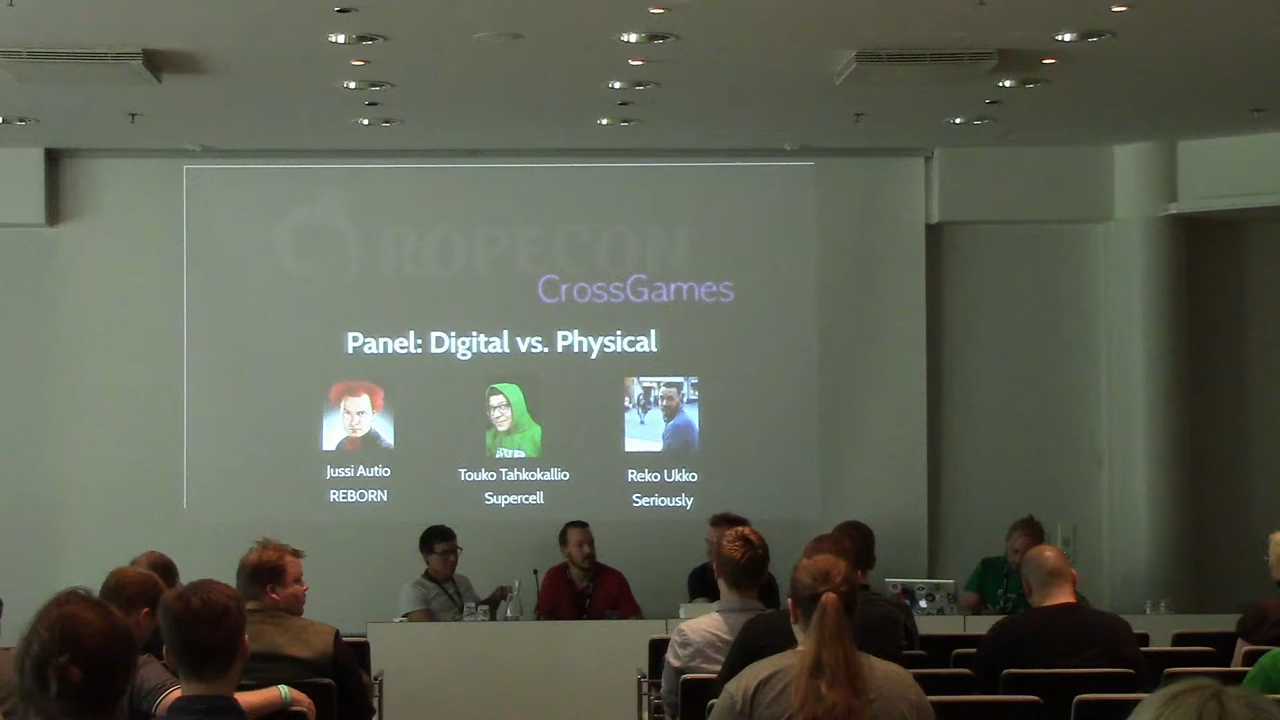 ROPECON
CrossGames
Panel: Digital vs. Physical
Jussi Autio
REBORN
Touko Tahkokallio
Supercell
Reko Ukko
Seriously